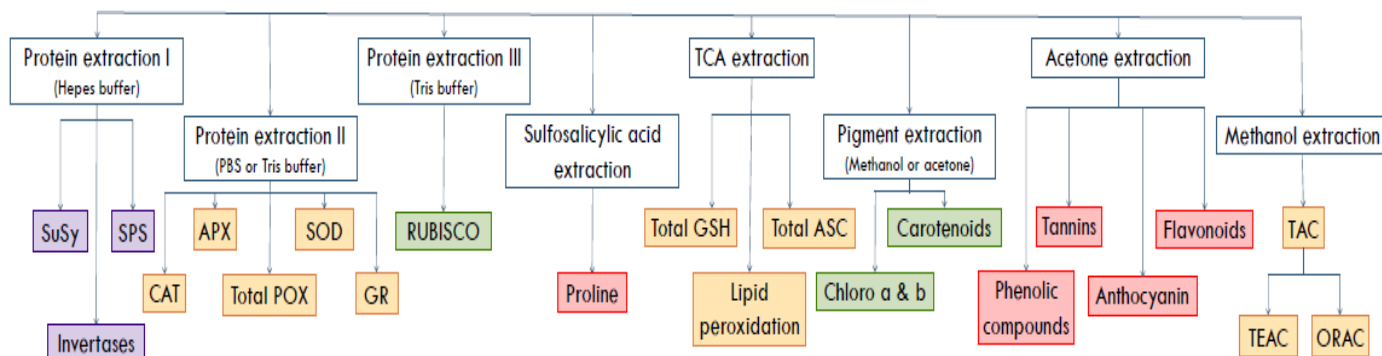 Protein extraction I
(Hepes buffer)
Protein extraction III
(Tris buffer)
TCA extraction
Acetone extraction
Protein extraction II
(PBS or Tris buffer)
Sulfosalicylic acid
extraction
Pigment extraction
(Methanol or acetone)
Methanol extraction
SuSy
SPS
APX
SOD
RUBISCO
Total GSH
Total ASC
Carotenoids
Tannins
Flavonoids
TAC
CAT
Total POX
GR
Proline
Lipid
peroxidation
Chloro a & b
Phenolic
compounds
Anthocyanin
Invertases
TEAC
ORAC